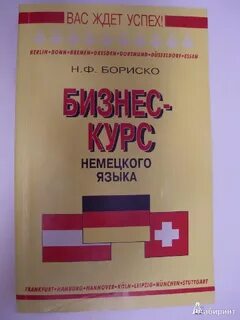 ВАС ЖДЕТ УСПЕХ!
BERLIN•BONN•BREMEN•DRESDEN•DORTMUND•DÜSSELDORF•ESSEN
Н.Ф. БОРИСКО
БИЗНЕС-
КУРС
НЕМЕЦКОГО
ЯЗЫКА
FRANKFURT•HAMBURG•HANNOVER•KÖLN•LEIPZIG•MÜNCHEN•STUTTGART
Лабиринт